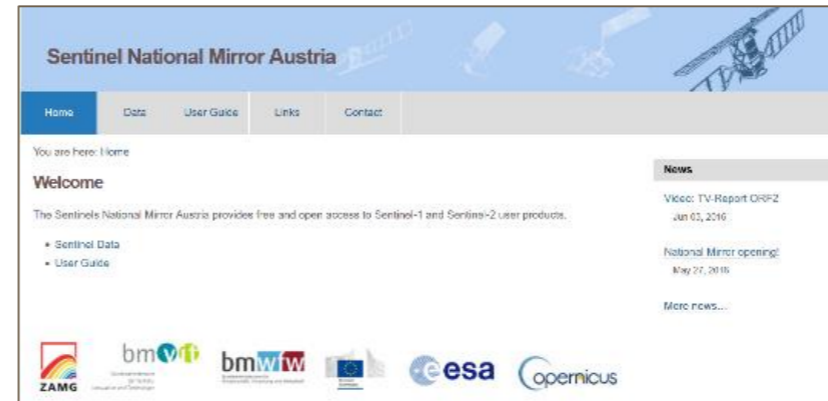 Sentinel National Mirror Austria
Home Data User Guide Links Contact
You are here: Home
Welcome
The Sentinels National Mirror Austria provides free and open access to Sentinel-1 and Sentinel-2 user products.
Sentinel Data
User Guide
News
Video: TV-Report ORF2
Jun 03, 2016
National Mirror opening!
May 27, 2016
More news...
ZAMG
bmvit
bmwfw
esa
opernicus